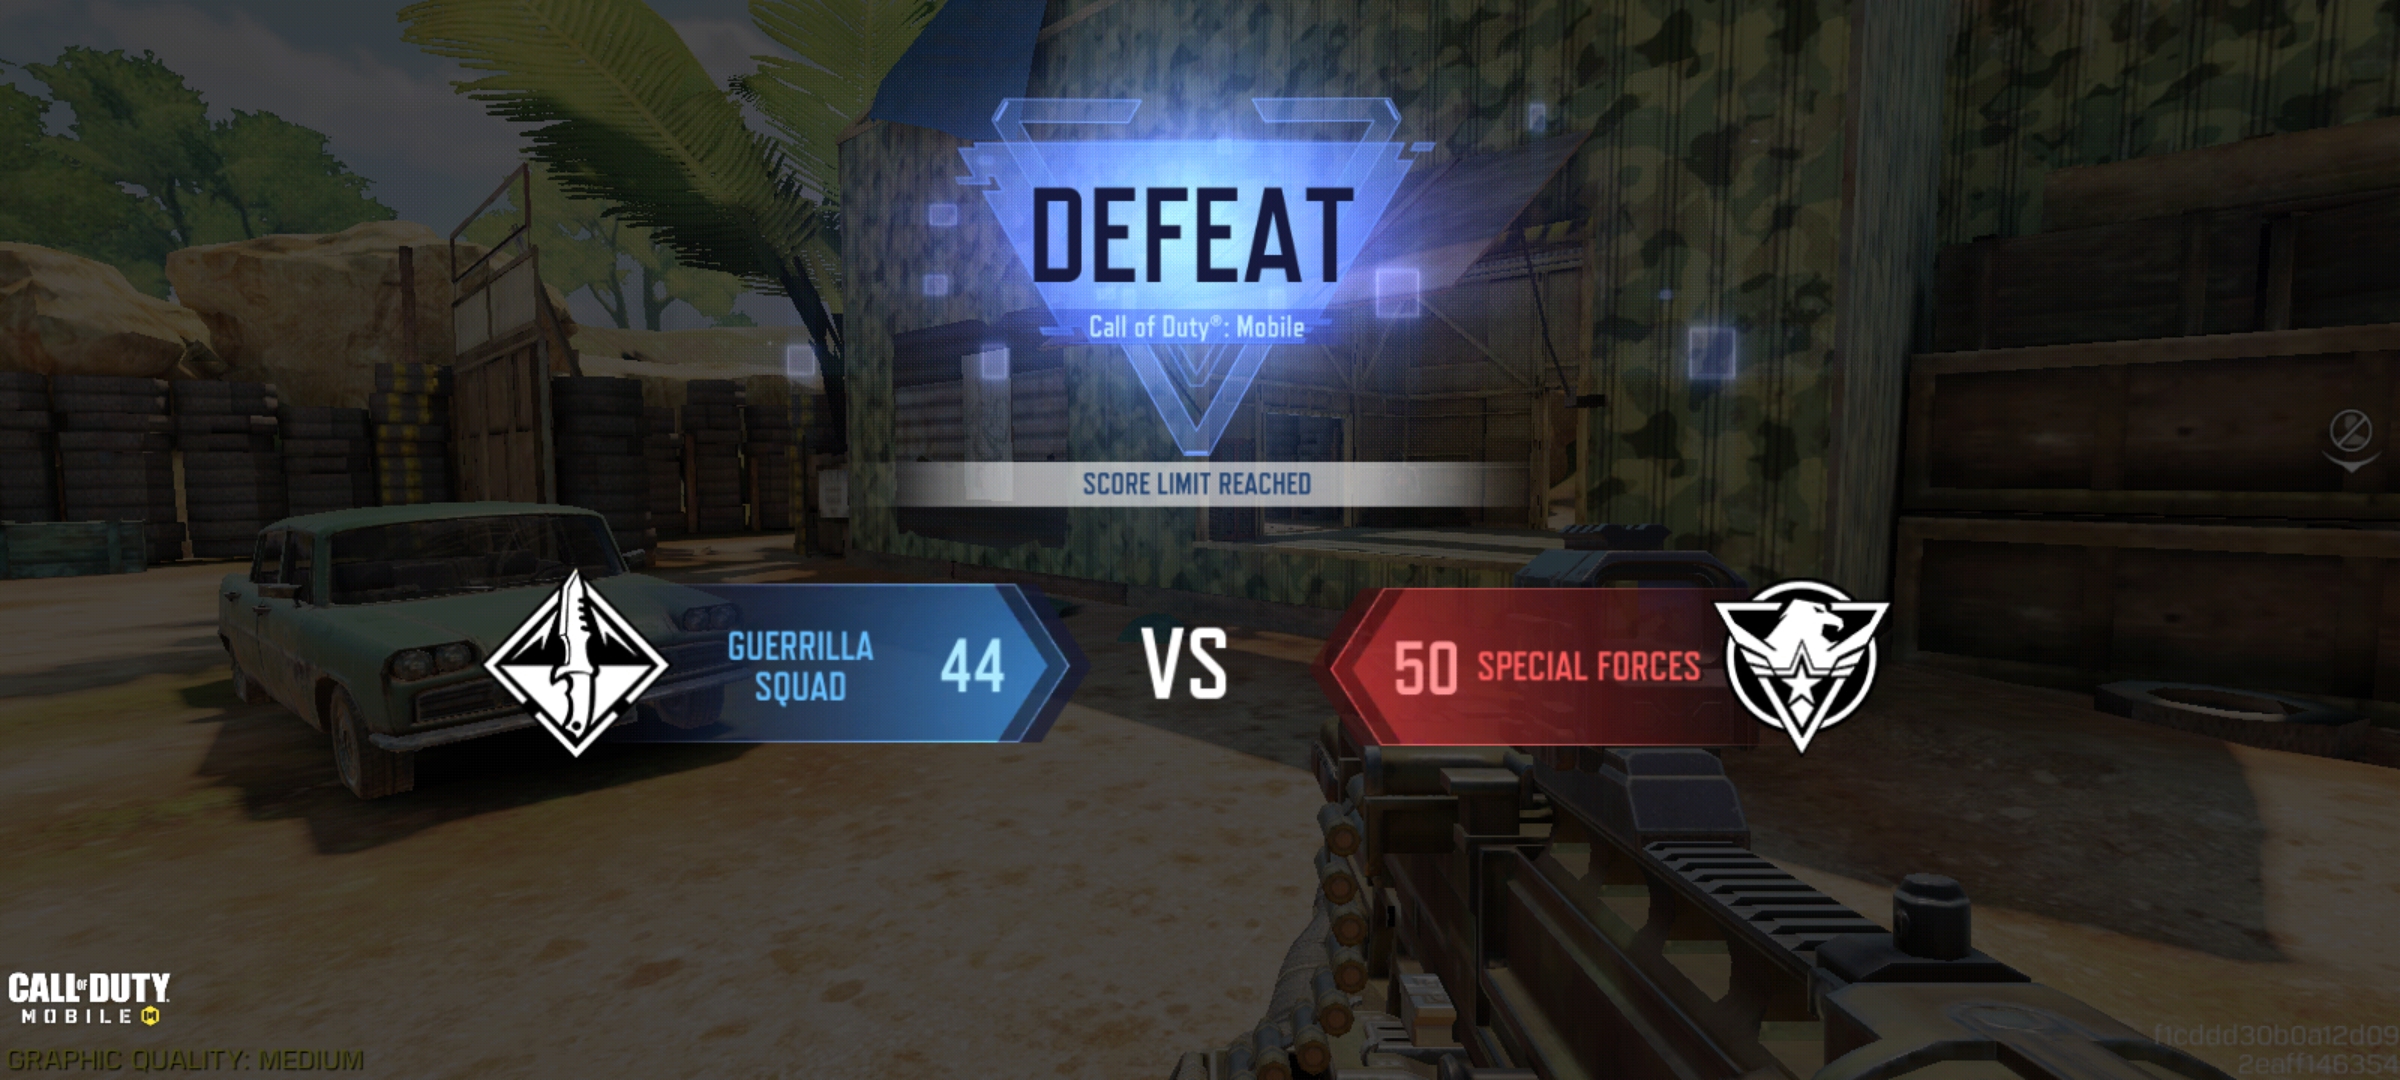 DEFEAT
Call of Duty®: Mobile
SCORE LIMIT REACHED
GUERRILLA
SQUAD
44
VS
50
SPECIAL FORCES
CALL OF DUTY
MOBILE
GRAPHIC QUALITY: MEDIUM
f1cddd30b0a12d09
2eaff146354